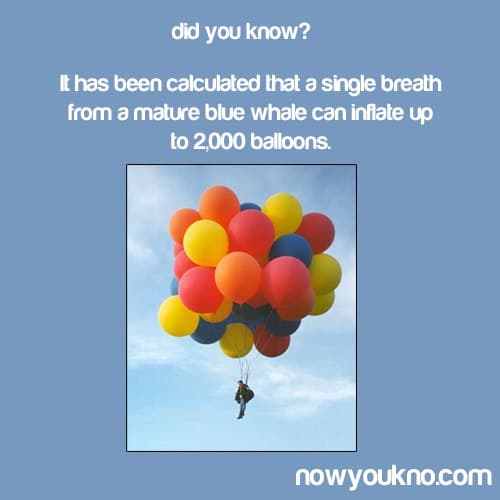 did you know?
It has been calculated that a single breath
from a mature blue whale can inflate up
to 2,000 balloons.
nowyoukno.com